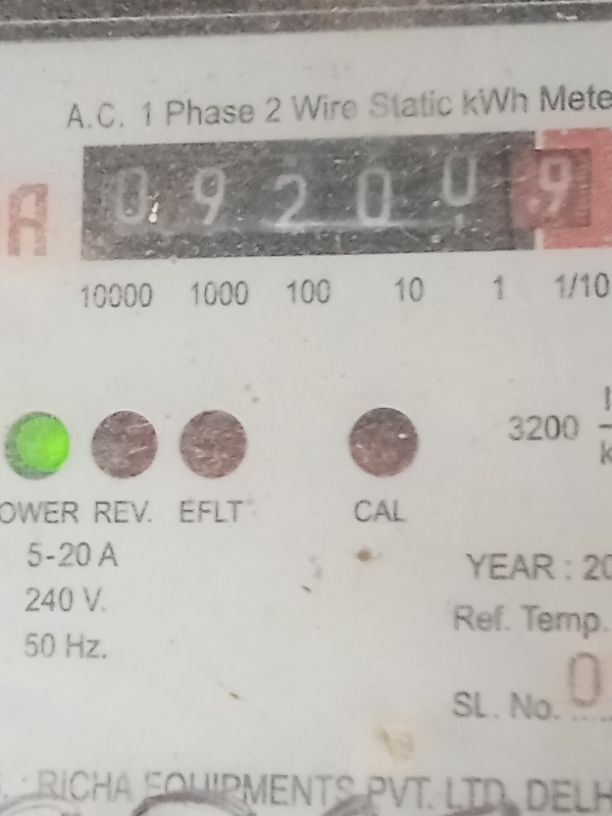 A.C. 1 Phase 2 Wire Static kWh Mete
A 0 9 2 0 0 9
10000 1000 100 10 1 1/10
3200
OWER REV. EFLT CAL
5-20 A
240 V.
50 Hz.
YEAR : 20
Ref. Temp.
SL. No. 0
RICHA EQUIPMENTS PVT. LTD. DELH